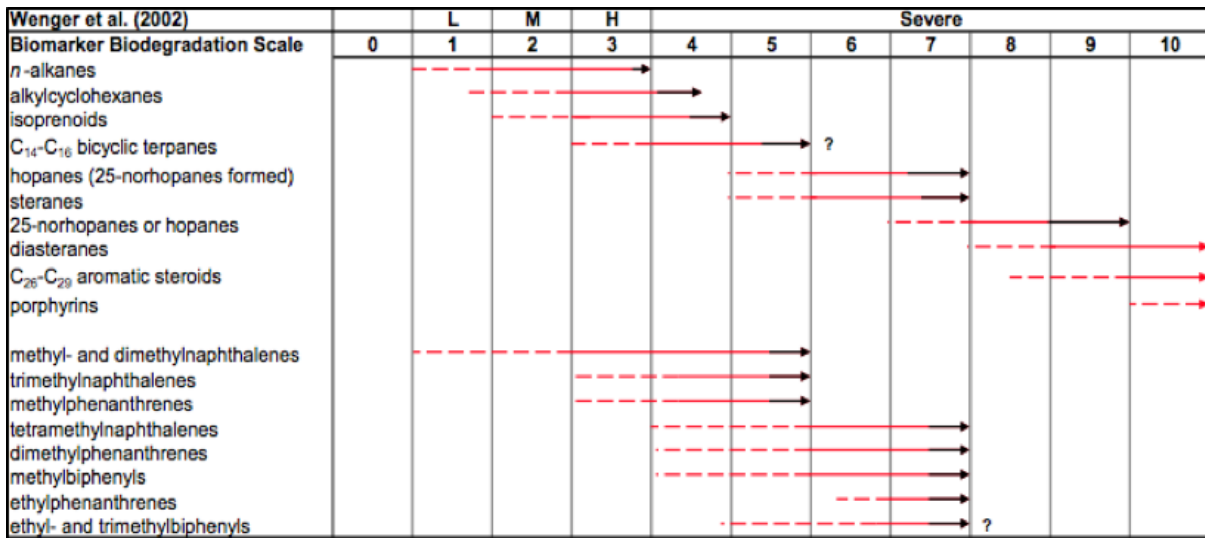 Wenger et al. (2002) L M H Severe
Biomarker Biodegradation Scale 0 1 2 3 4 5 6 7 8 9 10
n-alkanes
alkylcyclohexanes
isoprenoids
C₁₄-C₁₆ bicyclic terpanes ?
hopanes (25-norhopanes formed)
steranes
25-norhopanes or hopanes
diasteranes
C₂₆-C₂₉ aromatic steroids
porphyrins
methyl- and dimethylnaphthalenes
trimethylnaphthalenes
methylphenanthrenes
tetramethylnaphthalenes
dimethylphenanthrenes
methylbiphenyls
ethylphenanthrenes
ethyl- and trimethylbiphenyls ?